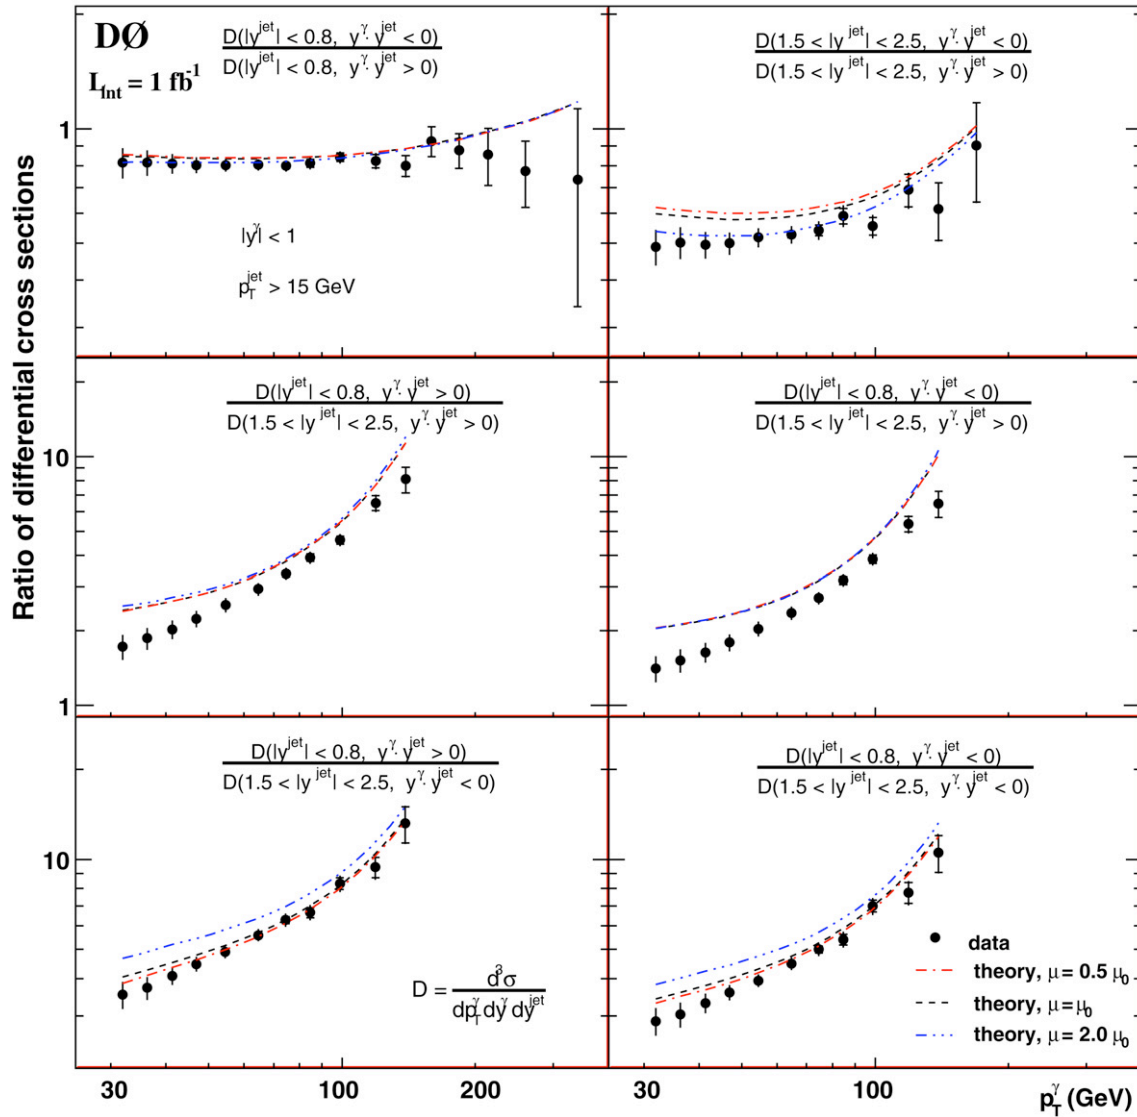 DØ
L_int = 1 fb⁻¹
D(|y^jet| < 0.8, y^γ· y^jet < 0)
D(|y^jet| < 0.8, y^γ· y^jet > 0)
D(1.5 < |y^jet| < 2.5, y^γ· y^jet < 0)
D(1.5 < |y^jet| < 2.5, y^γ· y^jet > 0)
1
1
|y^γ| < 1
p_T^jet > 15 GeV
Ratio of differential cross sections
D(|y^jet| < 0.8, y^γ· y^jet > 0)
D(1.5 < |y^jet| < 2.5, y^γ· y^jet > 0)
D(|y^jet| < 0.8, y^γ· y^jet < 0)
D(1.5 < |y^jet| < 2.5, y^γ· y^jet > 0)
10
1
D(|y^jet| < 0.8, y^γ· y^jet > 0)
D(1.5 < |y^jet| < 2.5, y^γ· y^jet < 0)
D(|y^jet| < 0.8, y^γ· y^jet < 0)
D(1.5 < |y^jet| < 2.5, y^γ· y^jet < 0)
10
D = d³σ
dp_T^γ dy^γ dy^jet
data
theory, μ = 0.5 μ₀
theory, μ = μ₀
theory, μ = 2.0 μ₀
30 100 200 30 100 p_T^γ (GeV)